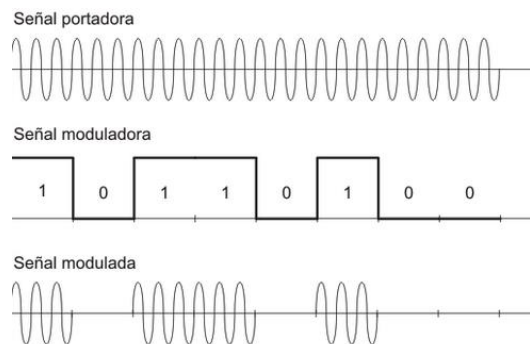 Señal portadora
Señal moduladora
1 0 1 1 0 1 0 0
Señal modulada